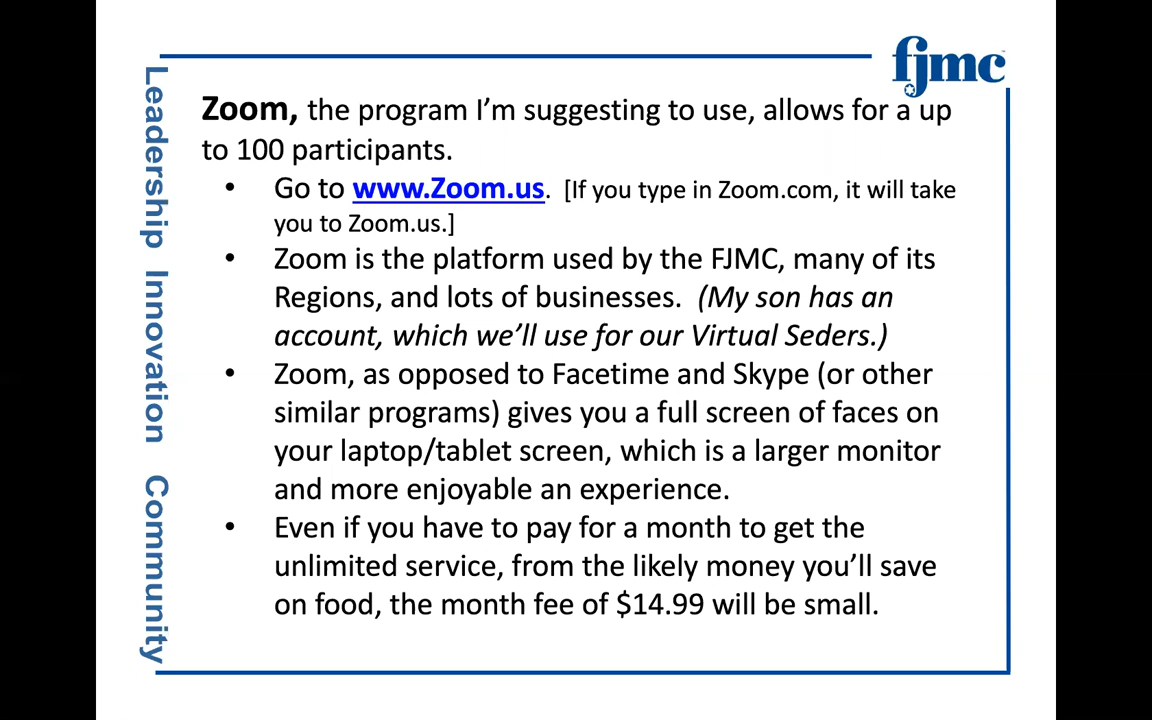 fjmc
Leadership Innovation Community
Zoom, the program I’m suggesting to use, allows for a up
to 100 participants.
• Go to www.Zoom.us. [If you type in Zoom.com, it will take
you to Zoom.us.]
• Zoom is the platform used by the FJMC, many of its
Regions, and lots of businesses. (My son has an
account, which we’ll use for our Virtual Seders.)
• Zoom, as opposed to Facetime and Skype (or other
similar programs) gives you a full screen of faces on
your laptop/tablet screen, which is a larger monitor
and more enjoyable an experience.
• Even if you have to pay for a month to get the
unlimited service, from the likely money you’ll save
on food, the month fee of $14.99 will be small.